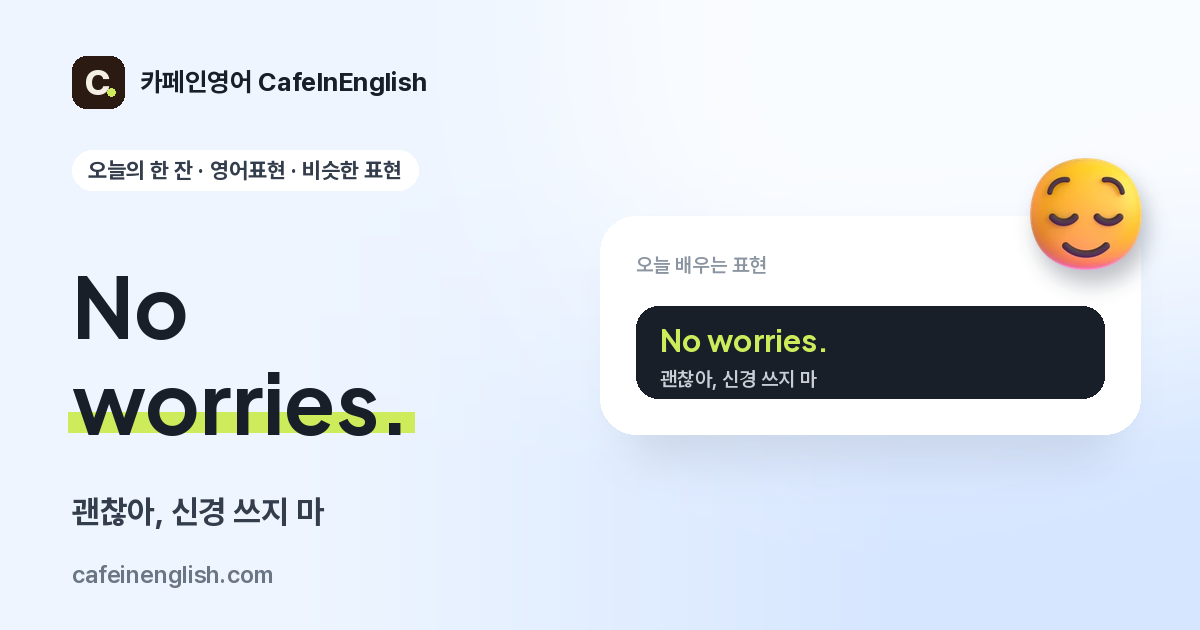 C
카페인영어 CafeInEnglish
오늘의 한 잔 · 영어표현 · 비슷한 표현
No
worries.
괜찮아, 신경 쓰지 마
cafeinenglish.com
오늘 배우는 표현
No worries.
괜찮아, 신경 쓰지 마